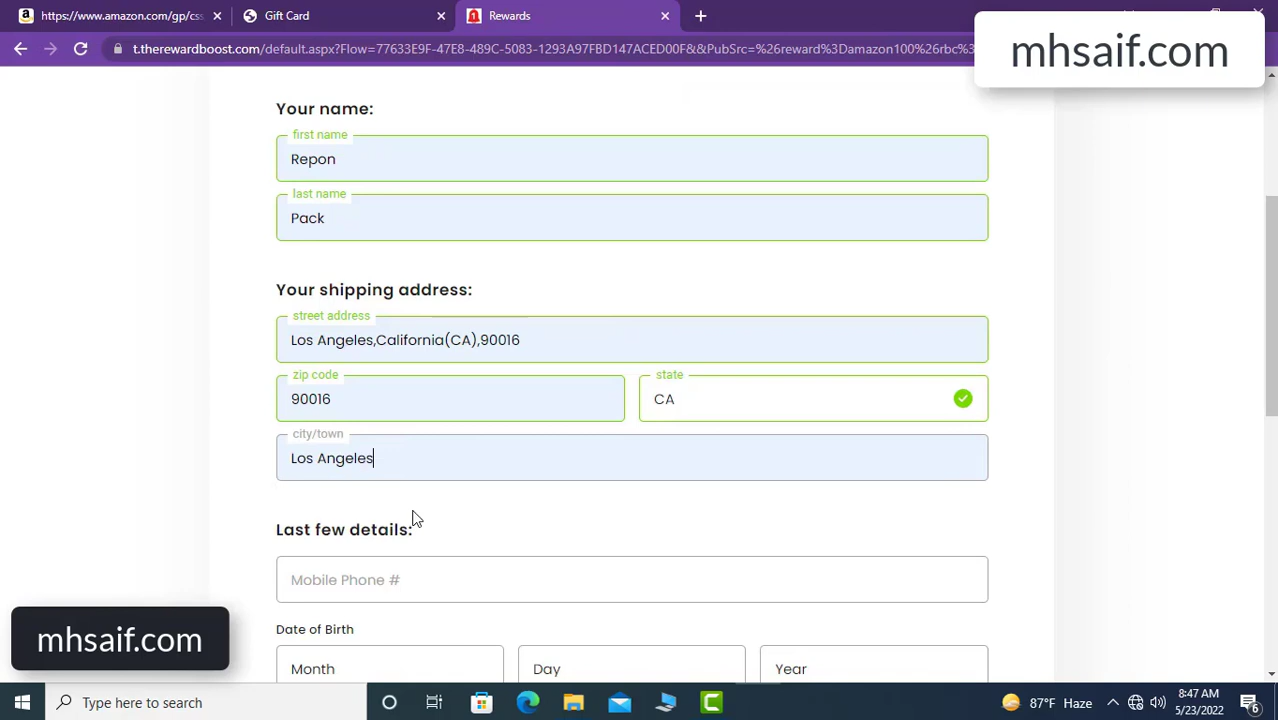 https://www.amazon.com/gp/css
Gift Card
Rewards
t.therewardboost.com/default.aspx?Flow=77633E9F-47E8-489C-5083-1293A97FBD147ACED00F&&PubSrc=%26reward%3Damazon100%26rbc%3
mhsaif.com
Your name:
first name
Repon
last name
Pack
Your shipping address:
street address
Los Angeles,California(CA),90016
zip code
90016
state
CA
city/town
Los Angeles
Last few details:
Mobile Phone #
Date of Birth
Month
Day
Year
mhsaif.com
Type here to search
87°F Haze
8:47 AM
5/23/2022
6